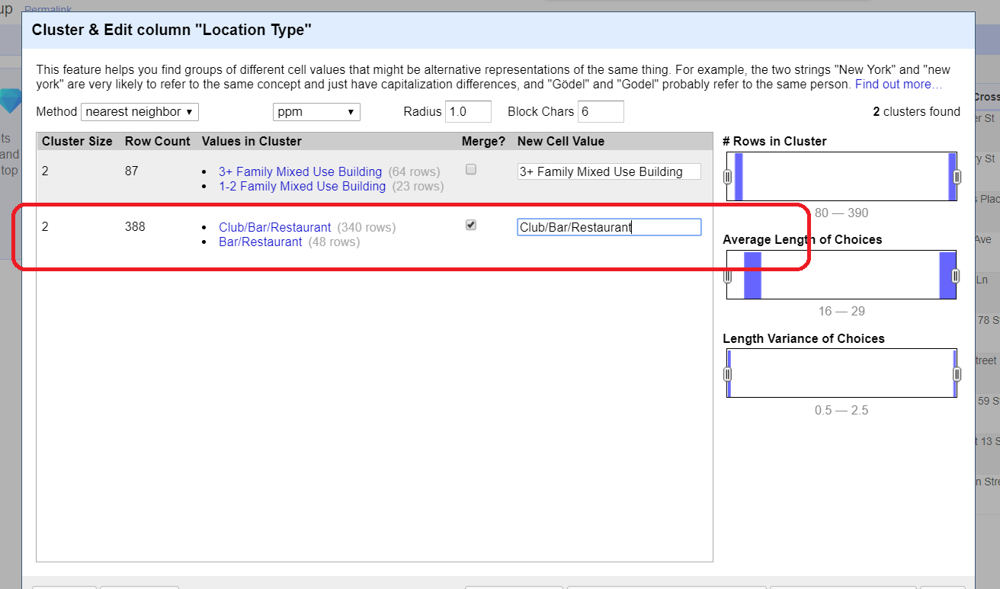 up Permalink
Cluster & Edit column "Location Type"
This feature helps you find groups of different cell values that might be alternative representations of the same thing. For example, the two strings "New York" and "new
york" are very likely to refer to the same concept and just have capitalization differences, and "Gödel" and "Godel" probably refer to the same person. Find out more…
Method nearest neighbor ppm Radius 1.0 Block Chars 6 2 clusters found
Cluster Size Row Count Values in Cluster Merge? New Cell Value
2 87 3+ Family Mixed Use Building (64 rows) 3+ Family Mixed Use Building
1-2 Family Mixed Use Building (23 rows)
2 388 Club/Bar/Restaurant (340 rows) Club/Bar/Restaurant
Bar/Restaurant (48 rows)
# Rows in Cluster
80 — 390
Average Length of Choices
16 — 29
Length Variance of Choices
0.5 — 2.5
ts
and
top
Cross
er St
ry St
s Plac
Ave
Ln
78 S
treet
59 S
t 13 S
n Stre